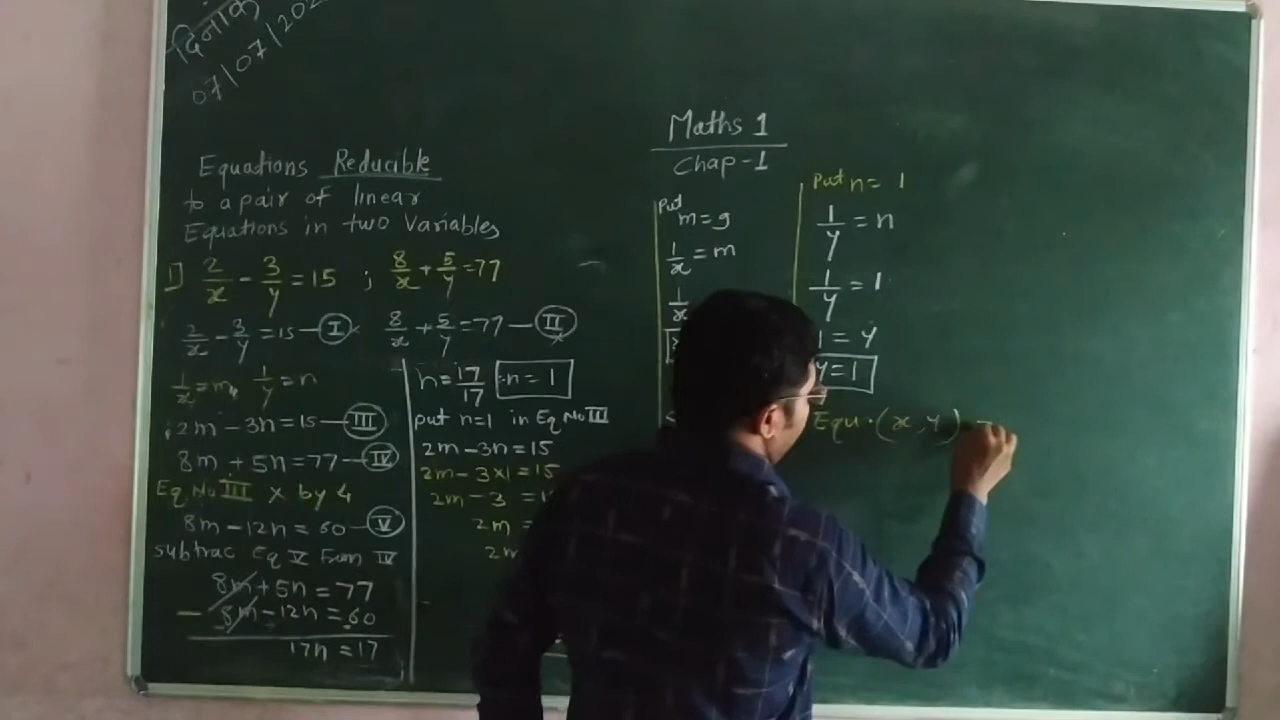 दिनांक
07/07/202
Maths 1
Chap-1
Equations Reducible
to a pair of linear
Equations in two Variables
1] 2/x - 3/y = 15 ; 8/x + 5/y = 77
2/x - 3/y = 15 — I 8/x + 5/y = 77 — II
1/x = m, 1/y = n
2m - 3n = 15 — III
8m + 5n = 77 — IV
Eq. No III × by 4
8m - 12n = 60 — V
subtrac Eq V From IV
8m + 5n = 77
- 8m - 12n = 60
17n = 17
n = 17/17 n = 1
put n=1 in Eq No III
2m - 3n = 15
2m - 3×1 = 15
2m - 3 = 1
2m =
2m
Put
m = 9
1/x = m
1/x
Put n = 1
1/y = n
1/y = 1
1 = y
y = 1
Equ. (x, y) =